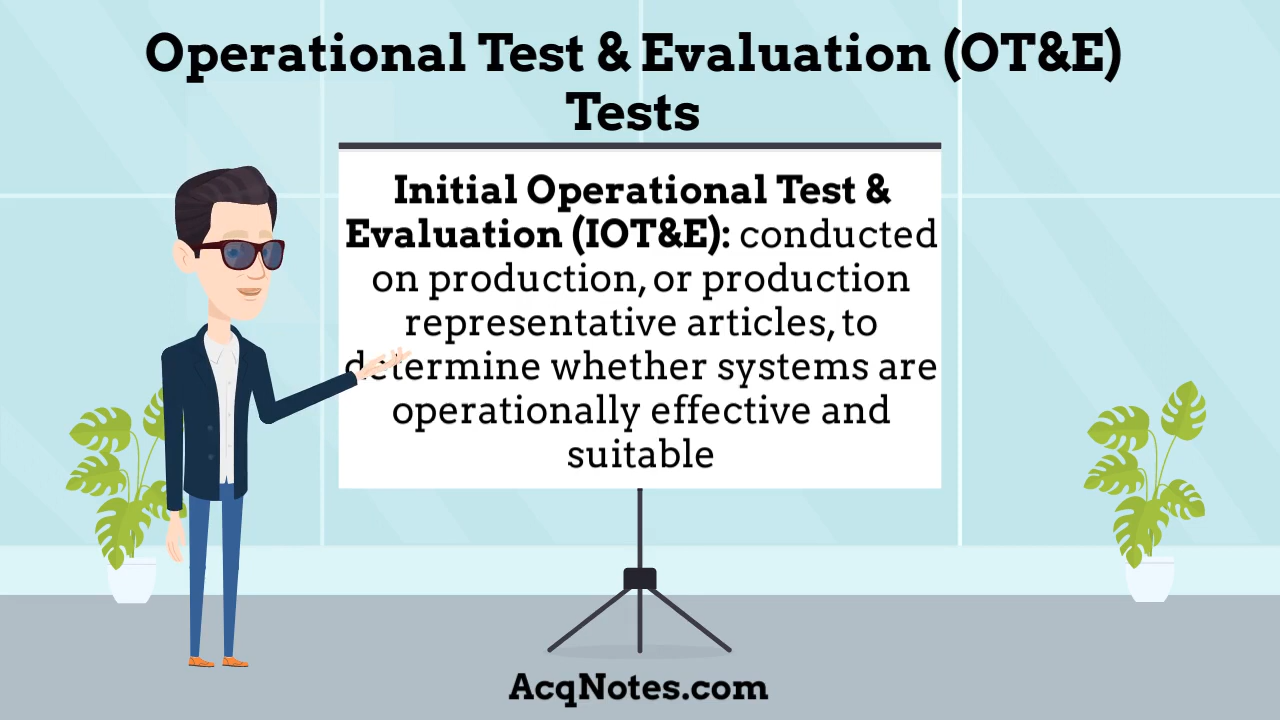 Operational Test & Evaluation (OT&E)
Tests
Initial Operational Test &
Evaluation (IOT&E): conducted
on production, or production
representative articles, to
determine whether systems are
operationally effective and
suitable
AcqNotes.com